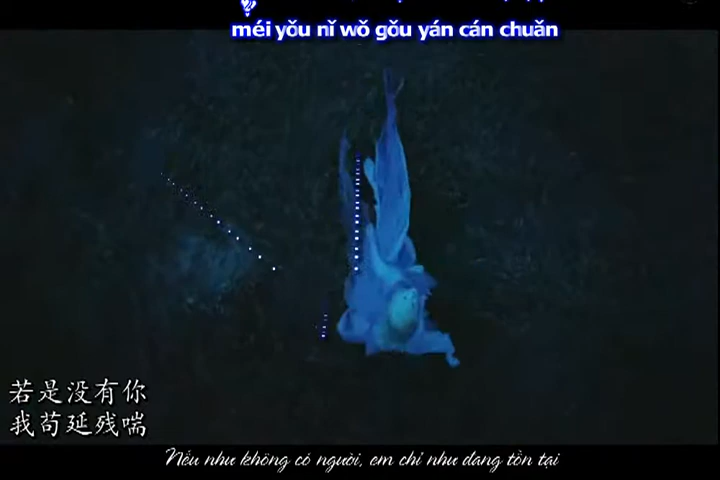 méi yǒu nǐ wǒ gǒu yán cán chuǎn
若是没有你
我苟延残喘
Nếu như không có người, em chỉ như đang tồn tại